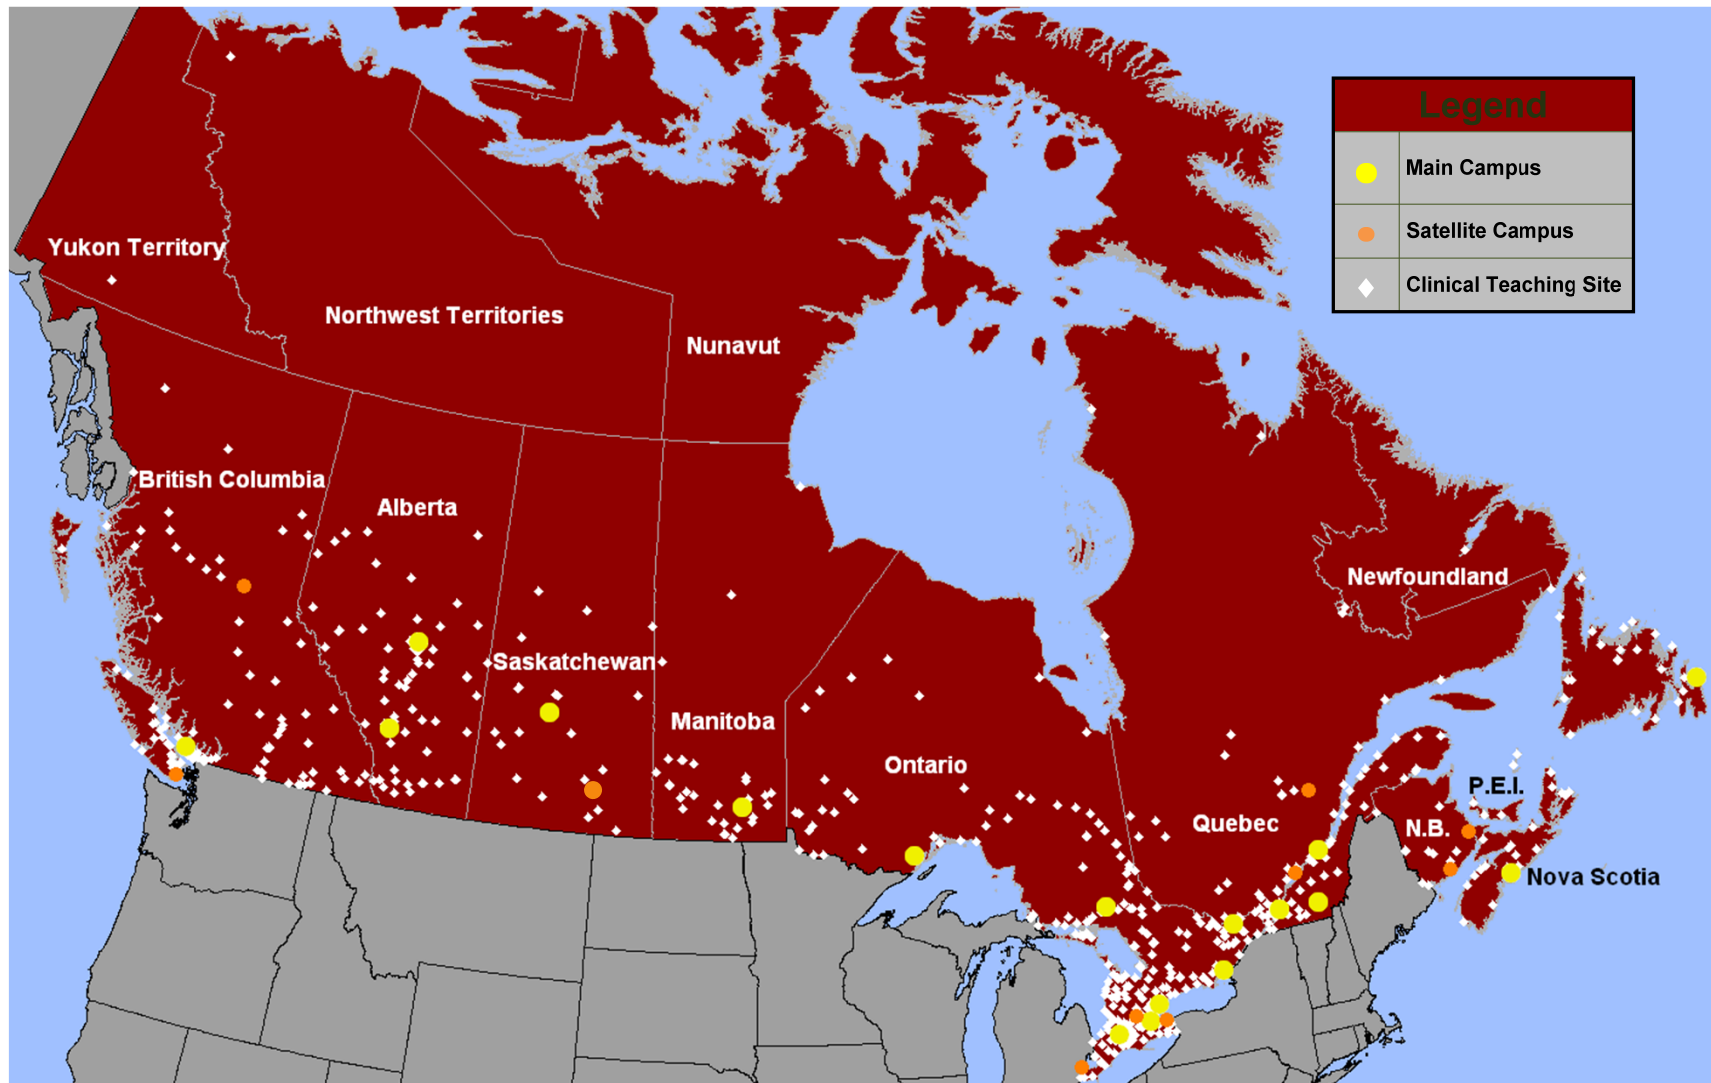 Legend
Main Campus
Satellite Campus
Clinical Teaching Site
Yukon Territory
Northwest Territories
Nunavut
British Columbia
Alberta
Newfoundland
Saskatchewan
Manitoba
Ontario
P.E.I.
Quebec
N.B.
Nova Scotia